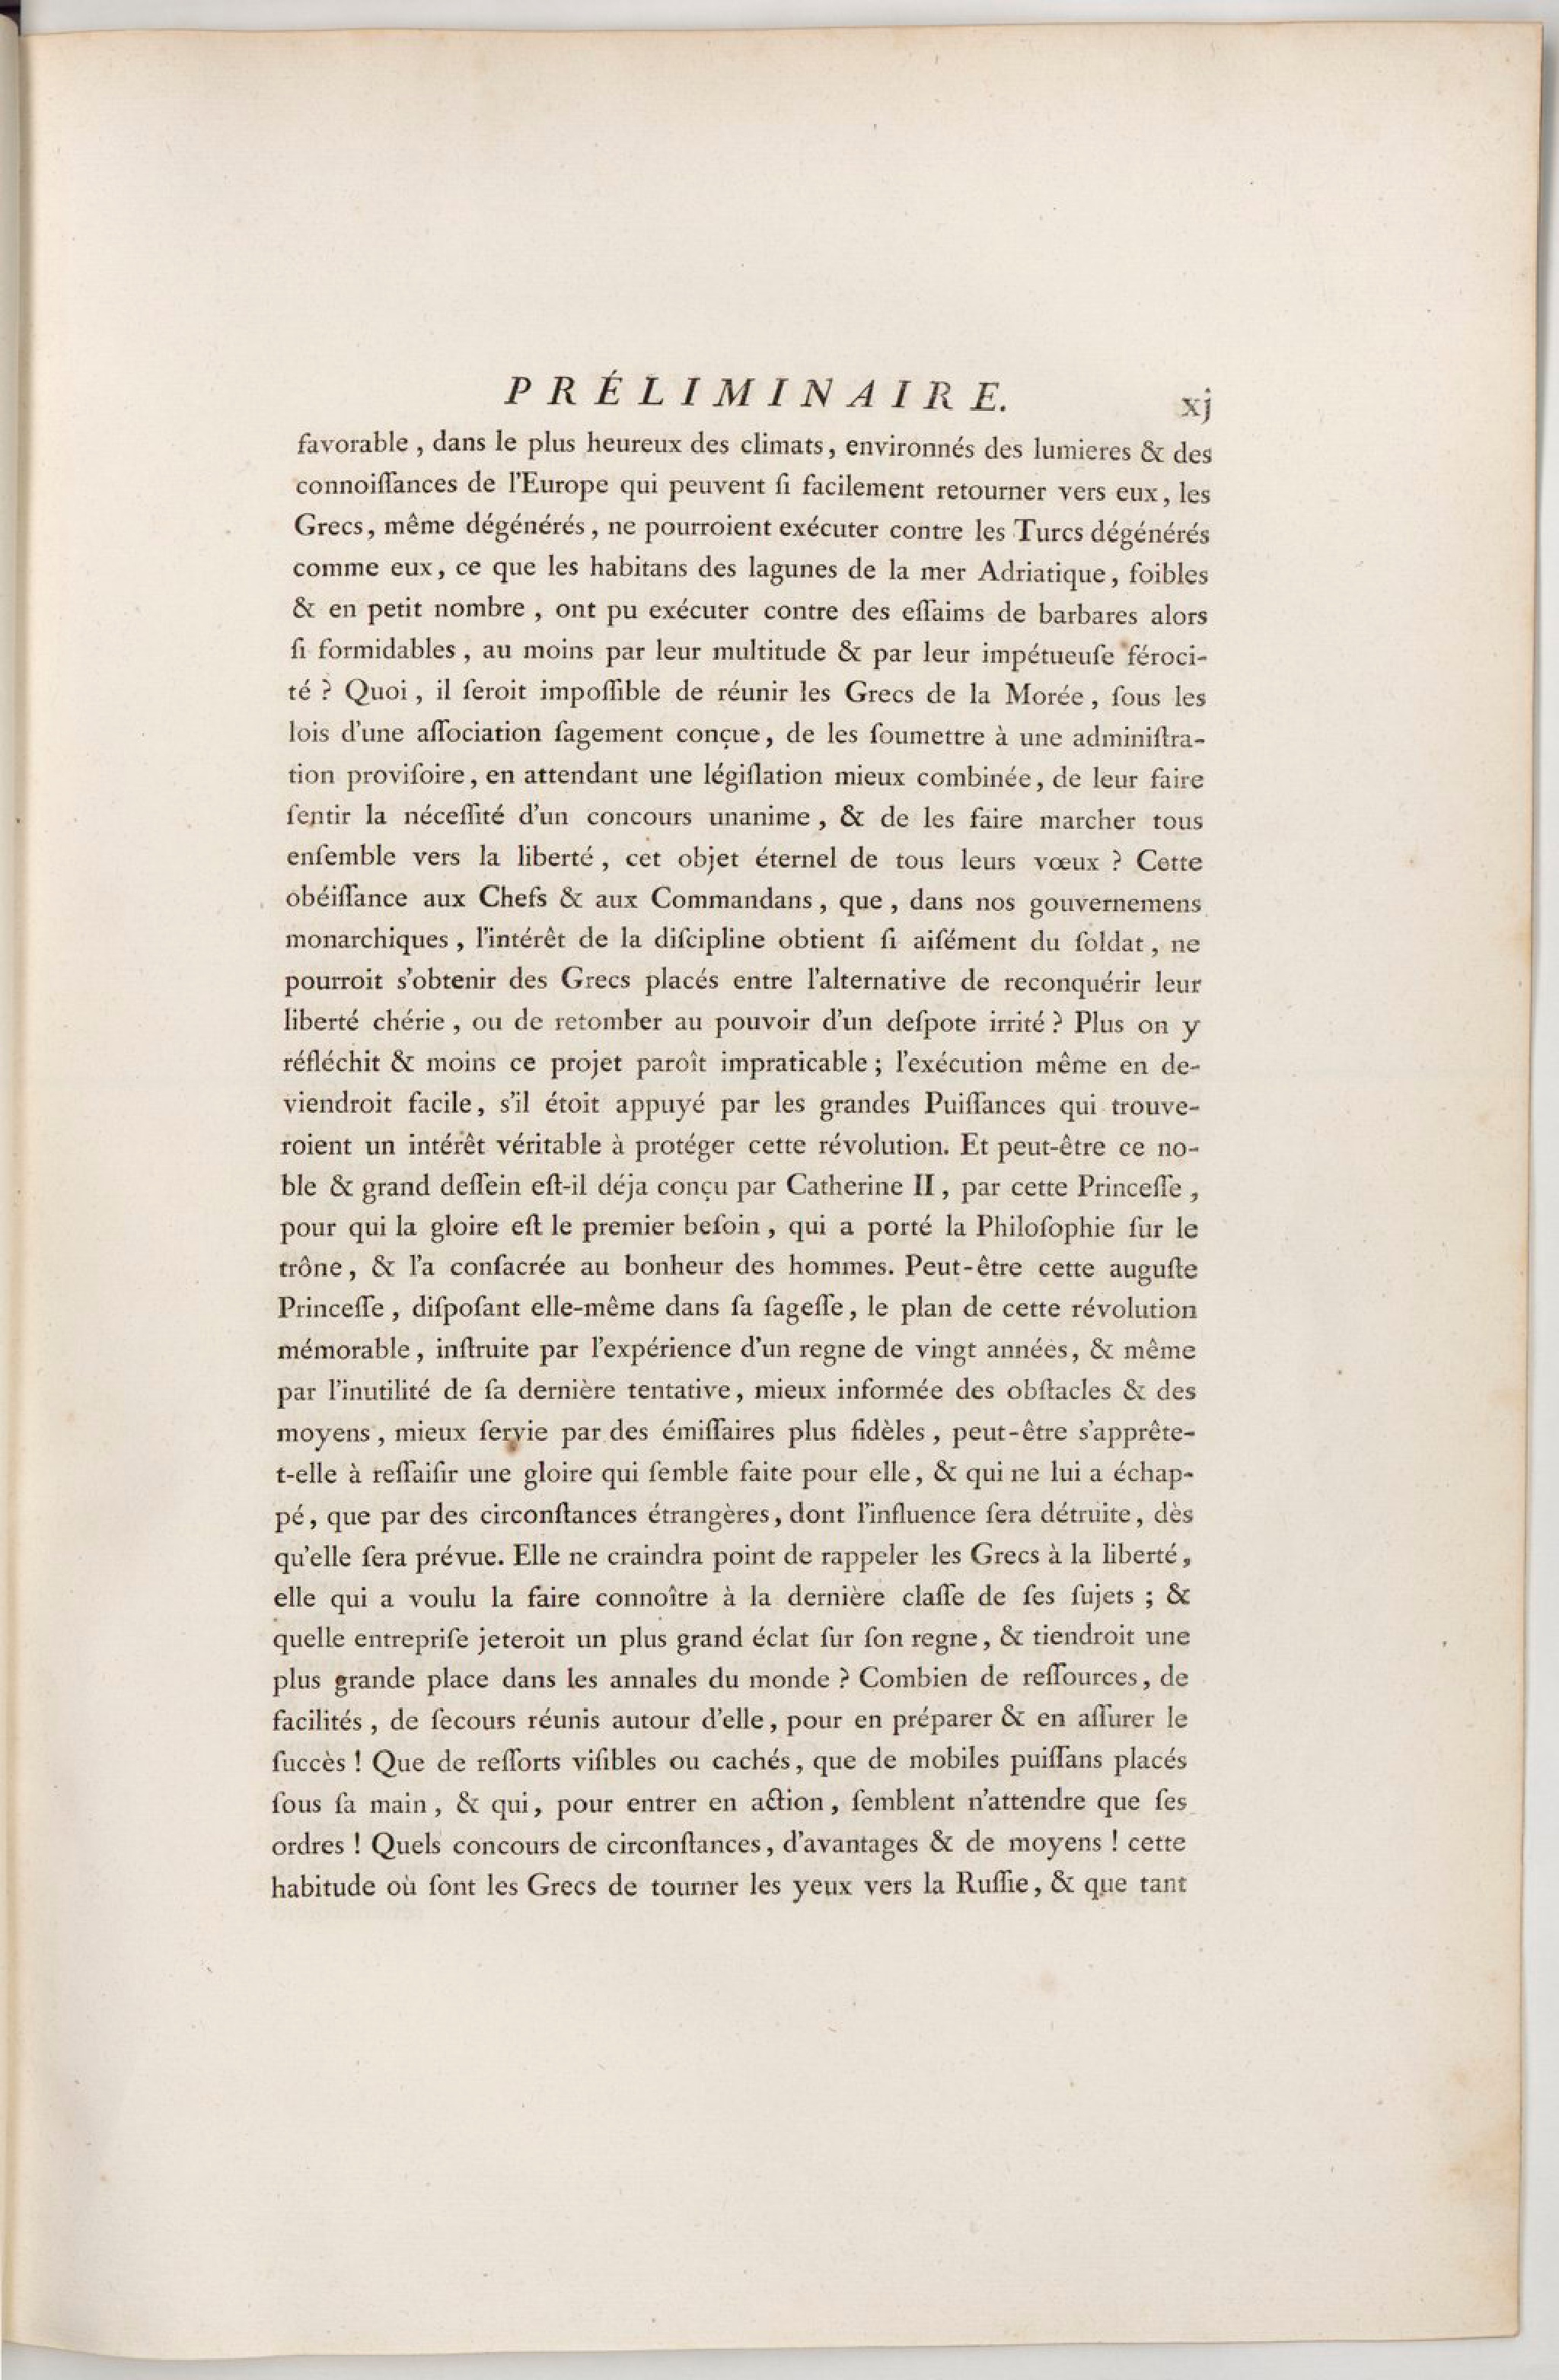 PRÉLIMINAIRE. xj
favorable, dans le plus heureux des climats, environnés des lumieres & des
connoiſſances de l'Europe qui peuvent ſi facilement retourner vers eux, les
Grecs, même dégénérés, ne pourroient exécuter contre les Turcs dégénérés
comme eux, ce que les habitans des lagunes de la mer Adriatique, foibles
& en petit nombre, ont pu exécuter contre des eſſaims de barbares alors
ſi formidables, au moins par leur multitude & par leur impétueuſe féroci-
té ? Quoi, il ſeroit impoſſible de réunir les Grecs de la Morée, ſous les
lois d'une aſſociation ſagement conçue, de les ſoumettre à une adminiſtra-
tion proviſoire, en attendant une légiſlation mieux combinée, de leur faire
ſentir la néceſſité d'un concours unanime, & de les faire marcher tous
enſemble vers la liberté, cet objet éternel de tous leurs vœux ? Cette
obéiſſance aux Chefs & aux Commandans, que, dans nos gouvernemens
monarchiques, l'intérêt de la diſcipline obtient ſi aiſément du ſoldat, ne
pourroit s'obtenir des Grecs placés entre l'alternative de reconquérir leur
liberté chérie, ou de retomber au pouvoir d'un deſpote irrité ? Plus on y
réfléchit & moins ce projet paroît impraticable ; l'exécution même en de-
viendroit facile, s'il étoit appuyé par les grandes Puiſſances qui trouve-
roient un intérêt véritable à protéger cette révolution. Et peut-être ce no-
ble & grand deſſein eſt-il déja conçu par Catherine II, par cette Princeſſe,
pour qui la gloire eſt le premier beſoin, qui a porté la Philoſophie ſur le
trône, & l'a conſacrée au bonheur des hommes. Peut-être cette auguſte
Princeſſe, diſpoſant elle-même dans ſa ſageſſe, le plan de cette révolution
mémorable, inſtruite par l'expérience d'un regne de vingt années, & même
par l'inutilité de ſa dernière tentative, mieux informée des obſtacles & des
moyens, mieux ſervie par des émiſſaires plus fidèles, peut-être s'apprête-
t-elle à reſſaiſir une gloire qui ſemble faite pour elle, & qui ne lui a échap-
pé, que par des circonſtances étrangères, dont l'influence ſera détruite, dès
qu'elle ſera prévue. Elle ne craindra point de rappeler les Grecs à la liberté,
elle qui a voulu la faire connoître à la dernière claſſe de ſes ſujets ; &
quelle entrepriſe jeteroit un plus grand éclat ſur ſon regne, & tiendroit une
plus grande place dans les annales du monde ? Combien de reſſources, de
facilités, de ſecours réunis autour d'elle, pour en préparer & en aſſurer le
ſuccès ! Que de reſſorts viſibles ou cachés, que de mobiles puiſſans placés
ſous ſa main, & qui, pour entrer en action, ſemblent n'attendre que ſes
ordres ! Quels concours de circonſtances, d'avantages & de moyens ! cette
habitude où ſont les Grecs de tourner les yeux vers la Ruſſie, & que tant